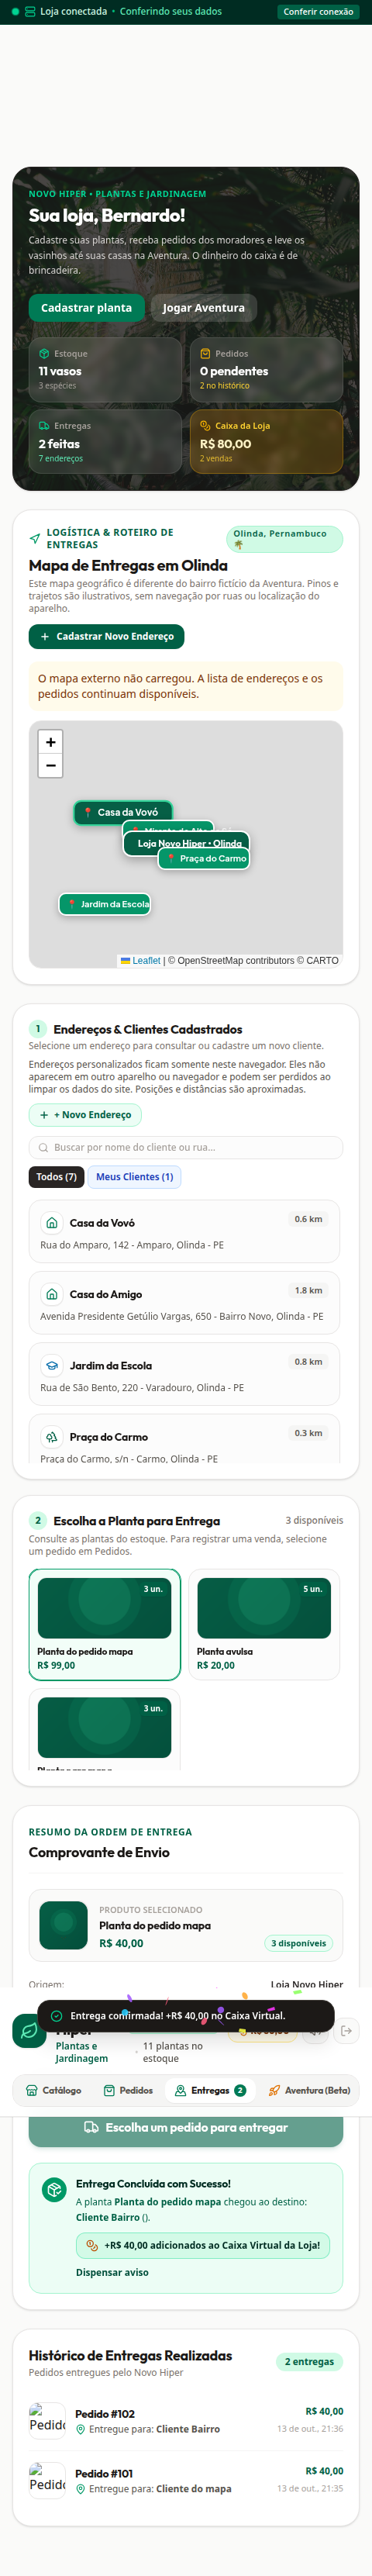 Loja conectada • Conferindo seus dados
Conferir conexão
NOVO HIPER • PLANTAS E JARDINAGEM
Sua loja, Bernardo!
Cadastre suas plantas, receba pedidos dos moradores e leve os
vasinhos até suas casas na Aventura. O dinheiro do caixa é de
brincadeira.
Cadastrar planta
Jogar Aventura
Estoque
11 vasos
3 espécies
Pedidos
0 pendentes
2 no histórico
Entregas
2 feitas
7 endereços
Caixa da Loja
R$ 80,00
2 vendas
LOGÍSTICA & ROTEIRO DE
ENTREGAS
Olinda, Pernambuco
🌴
Mapa de Entregas em Olinda
Este mapa geográfico é diferente do bairro fictício da Aventura. Pinos e
trajetos são ilustrativos, sem navegação por ruas ou localização do
aparelho.
+ Cadastrar Novo Endereço
O mapa externo não carregou. A lista de endereços e os
pedidos continuam disponíveis.
+
−
Casa da Vovó
Loja Novo Hiper • Olinda
Praça do Carmo
Jardim da Escola
Leaflet | © OpenStreetMap contributors © CARTO
1 Endereços & Clientes Cadastrados
Selecione um endereço para consultar ou cadastrar um novo cliente.
Endereços personalizados ficam somente neste navegador. Eles não
aparecem em outro aparelho ou navegador e podem ser perdidos ao
limpar os dados do site. Posições e distâncias são aproximadas.
+ + Novo Endereço
Buscar por nome do cliente ou rua...
Todos (7)
Meus Clientes (1)
Casa da Vovó
0.6 km
Rua do Amparo, 142 - Amparo, Olinda - PE
Casa do Amigo
1.8 km
Avenida Presidente Getúlio Vargas, 650 - Bairro Novo, Olinda - PE
Jardim da Escola
0.8 km
Rua de São Bento, 220 - Varadouro, Olinda - PE
Praça do Carmo
0.3 km
Praça do Carmo, s/n - Carmo, Olinda - PE
2 Escolha a Planta para Entrega
3 disponíveis
Consulte as plantas do estoque. Para registrar uma venda, selecione
um pedido em Pedidos.
3 un.
Planta do pedido mapa
R$ 99,00
5 un.
Planta avulsa
R$ 20,00
3 un.
RESUMO DA ORDEM DE ENTREGA
Comprovante de Envio
PRODUTO SELECIONADO
Planta do pedido mapa
R$ 40,00
3 disponíveis
Origem:
Loja Novo Hiper
Entrega confirmada! +R$ 40,00 no Caixa Virtual.
Hiper
Plantas e
Jardinagem
•
11 plantas no
estoque
Catálogo
Pedidos
Entregas 2
Aventura (Beta)
Escolha um pedido para entregar
Entrega Concluída com Sucesso!
A planta Planta do pedido mapa chegou ao destino:
Cliente Bairro ().
+R$ 40,00 adicionados ao Caixa Virtual da Loja!
Dispensar aviso
Histórico de Entregas Realizadas
2 entregas
Pedidos entregues pelo Novo Hiper
Pedido
Pedido #102
R$ 40,00
Entregue para: Cliente Bairro
13 de out., 21:36
Pedido
Pedido #101
R$ 40,00
Entregue para: Cliente do mapa
13 de out., 21:35